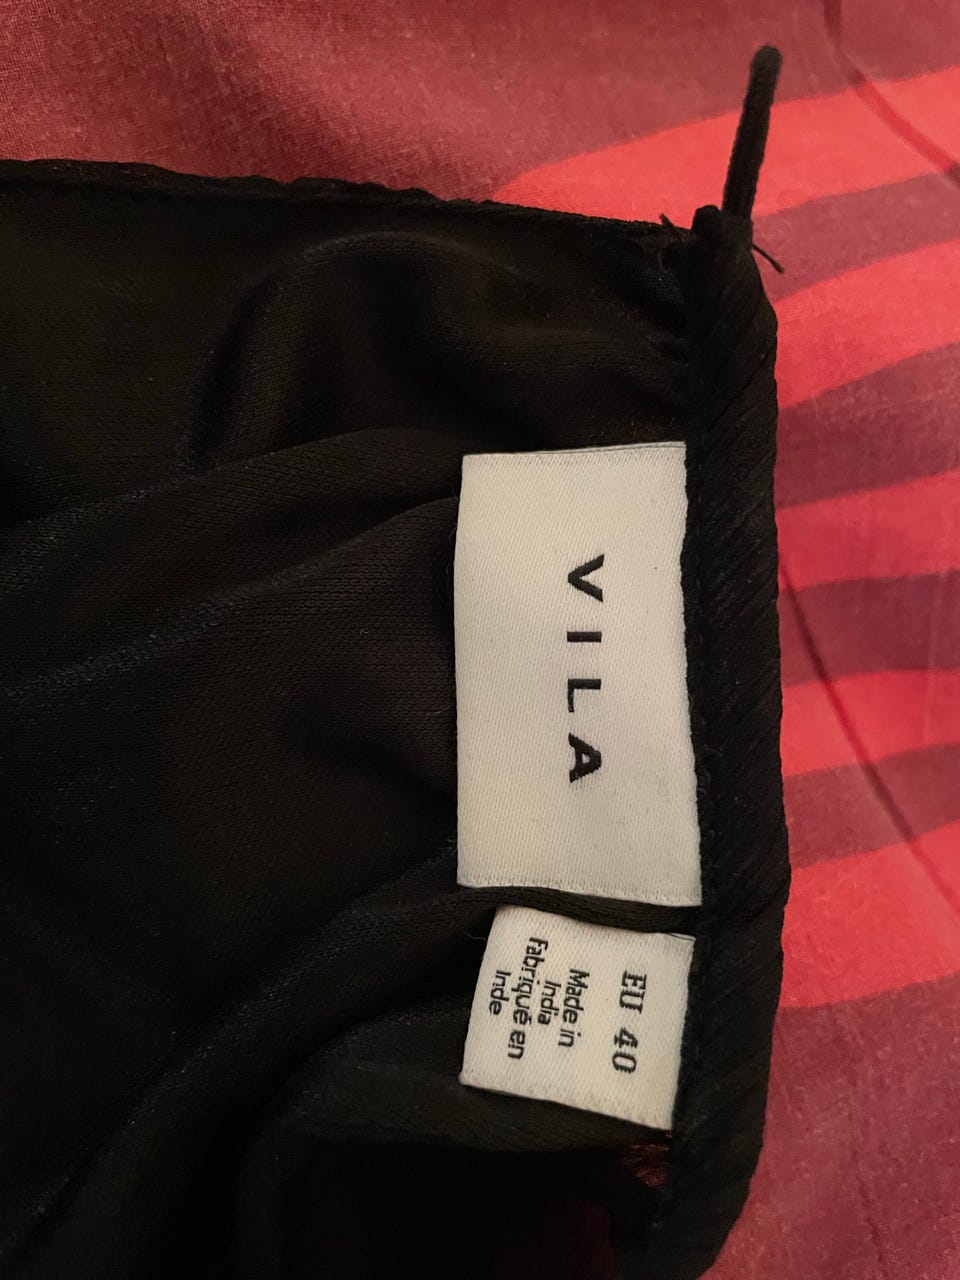 VILA
EU 40
Made in
India
Fabriqué en
Inde